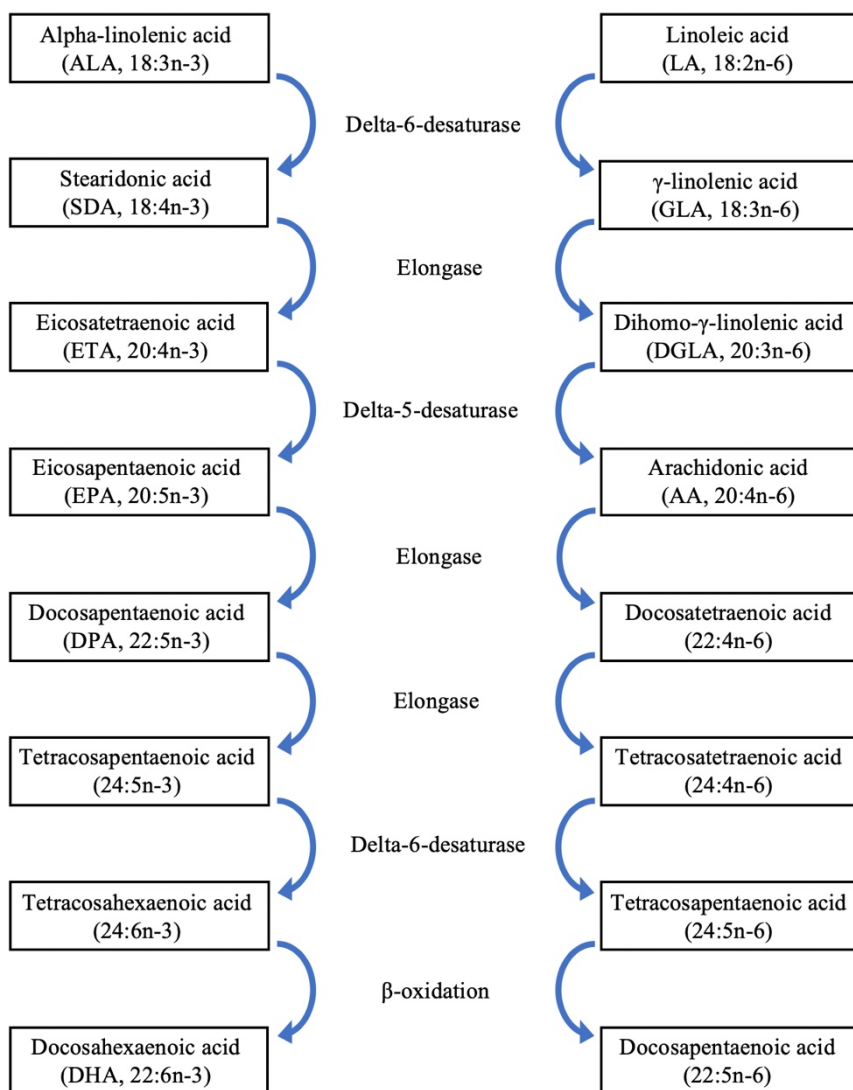 Alpha-linolenic acid
(ALA, 18:3n-3)
Linoleic acid
(LA, 18:2n-6)
Delta-6-desaturase
Stearidonic acid
(SDA, 18:4n-3)
γ-linolenic acid
(GLA, 18:3n-6)
Elongase
Eicosatetraenoic acid
(ETA, 20:4n-3)
Dihomo-γ-linolenic acid
(DGLA, 20:3n-6)
Delta-5-desaturase
Eicosapentaenoic acid
(EPA, 20:5n-3)
Arachidonic acid
(AA, 20:4n-6)
Elongase
Docosapentaenoic acid
(DPA, 22:5n-3)
Docosatetraenoic acid
(22:4n-6)
Elongase
Tetracosapentaenoic acid
(24:5n-3)
Tetracosatetraenoic acid
(24:4n-6)
Delta-6-desaturase
Tetracosahexaenoic acid
(24:6n-3)
Tetracosapentaenoic acid
(24:5n-6)
β-oxidation
Docosahexaenoic acid
(DHA, 22:6n-3)
Docosapentaenoic acid
(22:5n-6)